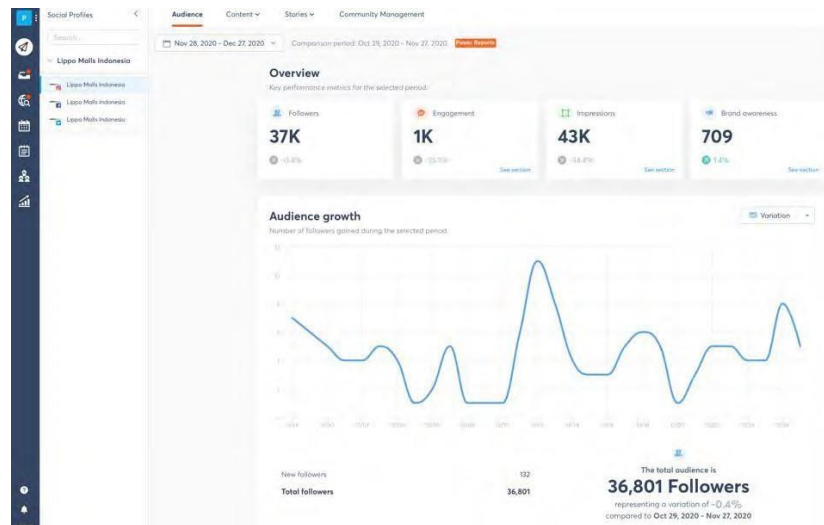 P
Social Profiles
Search...
Lippo Malls Indonesia
Lippo Malls Indonesia
Lippo Malls Indonesia
Lippo Malls Indonesia
Audience
Content
Stories
Community Management
Nov 28, 2020 - Dec 27, 2020
Comparison period: Oct 29, 2020 - Nov 27, 2020
Power Reports
Overview
Key performance metrics for the selected period.
Followers
37K
-0.4%
Engagement
1K
See section
Impressions
43K
See section
Brand awareness
709
1.4%
See section
Audience growth
Number of followers gained during the selected period.
Variation
New followers 132
Total followers 36,801
The total audience is
36,801 Followers
representing a variation of -0.4%
compared to Oct 29, 2020 - Nov 27, 2020